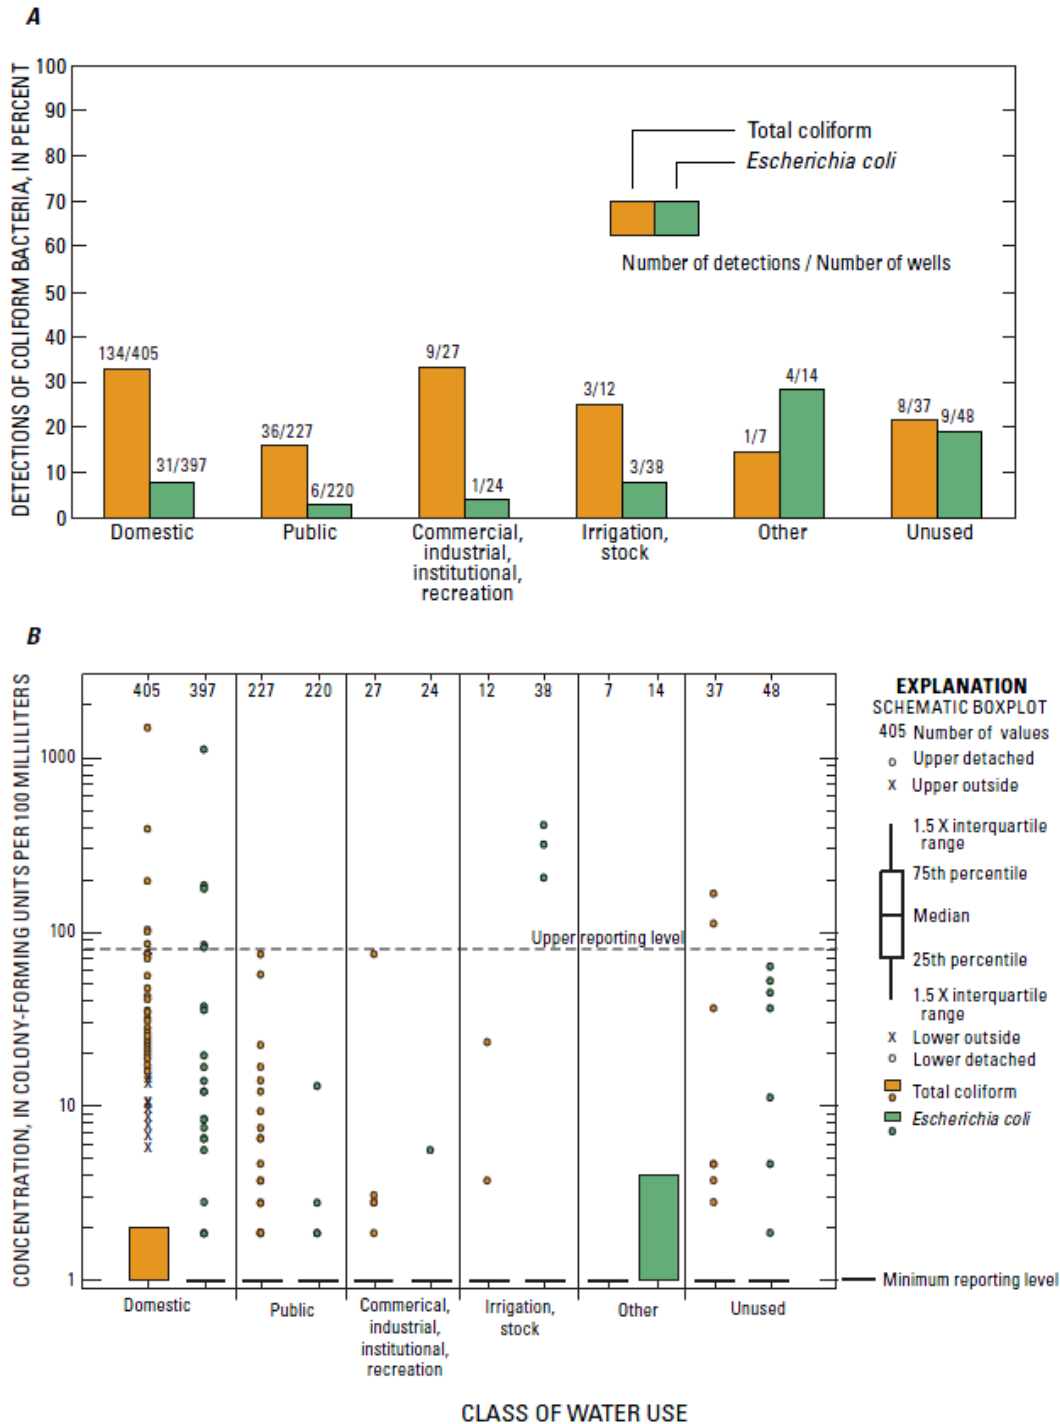 A
DETECTIONS OF COLIFORM BACTERIA, IN PERCENT
100
90
80
70
60
50
40
30
20
10
0
Total coliform
Escherichia coli
Number of detections / Number of wells
134/405
31/397
36/227
6/220
9/27
1/24
3/12
3/38
1/7
4/14
8/37
9/48
Domestic
Public
Commercial,
industrial,
institutional,
recreation
Irrigation,
stock
Other
Unused
B
CONCENTRATION, IN COLONY-FORMING UNITS PER 100 MILLILITERS
405 397 227 220 27 24 12 38 7 14 37 48
1000
100
10
1
Upper reporting level
Domestic
Public
Commerical,
industrial,
institutional,
recreation
Irrigation,
stock
Other
Unused
EXPLANATION
SCHEMATIC BOXPLOT
405 Number of values
o Upper detached
x Upper outside
1.5 X interquartile
range
75th percentile
Median
25th percentile
1.5 X interquartile
range
x Lower outside
o Lower detached
Total coliform
Escherichia coli
Minimum reporting level
CLASS OF WATER USE